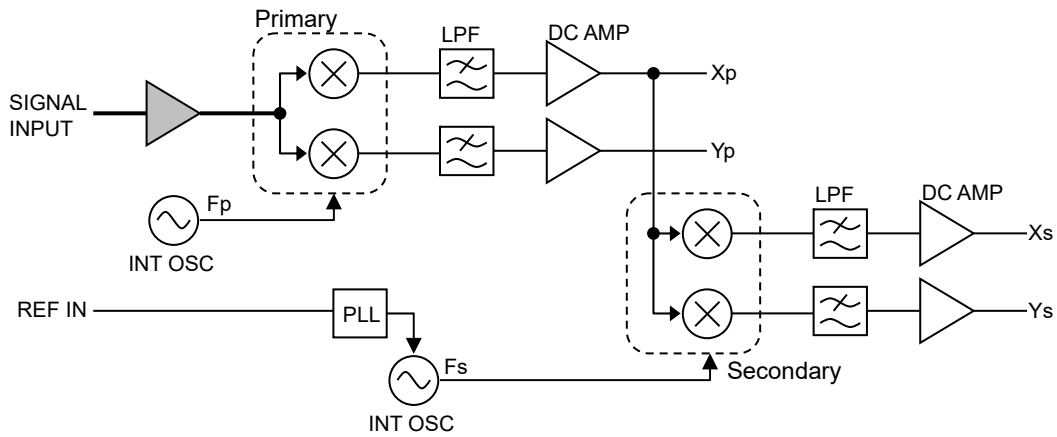 Primary
LPF
DC AMP
Xp
SIGNAL
INPUT
Yp
Fp
INT OSC
LPF
DC AMP
Xs
REF IN
PLL
Ys
Fs
Secondary
INT OSC